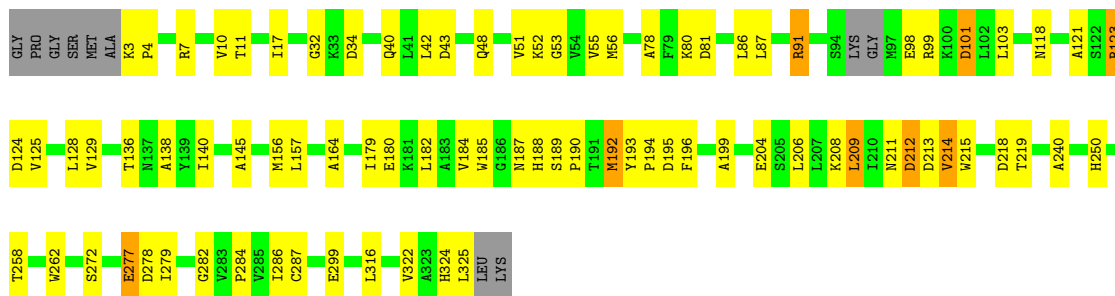 GLY PRO GLY SER MET ALA K3 P4 R7 V10 T11 I17 G32 K33 D34 Q40 L41 L42 D43 Q48 V51 K52 G53 V54 V55 M56 A78 F79 K80 D81 L86 L87 R91 S94 LYS GLY M97 E98 R99 K100 D101 L102 L103 N118 A121 S122
D124 V125 L128 V129 T136 N137 A138 Y139 I140 A145 M156 L157 A164 I179 E180 K181 L182 A183 V184 W185 G186 N187 H188 S189 P190 T191 M192 Y193 P194 D195 F196 A199 E204 S205 L206 L207 K208 L209 I210 N211 D212 D213 V214 W215 D218 T219 A240 H250
T258 W262 S272 E277 D278 I279 G282 V283 P284 V285 I286 C287 E299 L316 V322 A323 H324 L325 LEU LYS